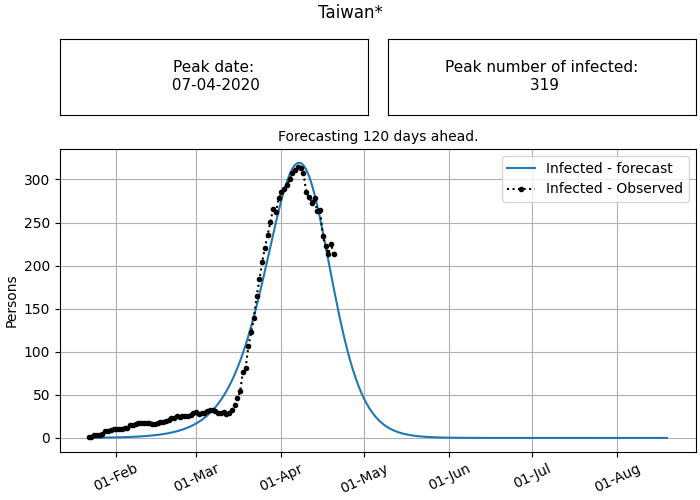 Taiwan*
Peak date:
07-04-2020
Peak number of infected:
319
Forecasting 120 days ahead.
Infected - forecast
Infected - Observed
Persons
300
250
200
150
100
50
0
01-Feb
01-Mar
01-Apr
01-May
01-Jun
01-Jul
01-Aug